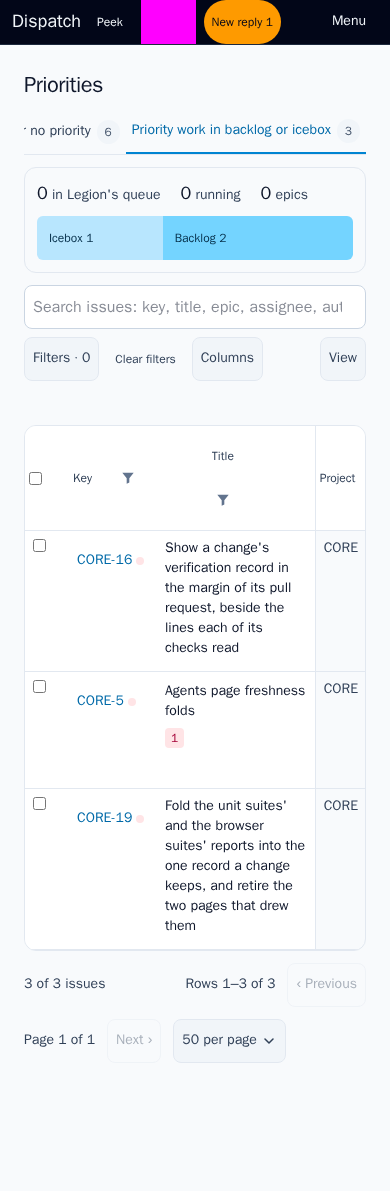 Dispatch Peek New reply 1 Menu
Priorities
no priority 6 Priority work in backlog or icebox 3
0 in Legion's queue 0 running 0 epics
Icebox 1 Backlog 2
Search issues: key, title, epic, assignee, aut
Filters · 0 Clear filters Columns View
Title
Key Project
CORE-16 Show a change's CORE
verification record in
the margin of its pull
request, beside the
lines each of its
checks read
CORE-5 Agents page freshness CORE
folds
1
CORE-19 Fold the unit suites' CORE
and the browser
suites' reports into the
one record a change
keeps, and retire the
two pages that drew
them
3 of 3 issues Rows 1–3 of 3 ‹ Previous
Page 1 of 1 Next › 50 per page